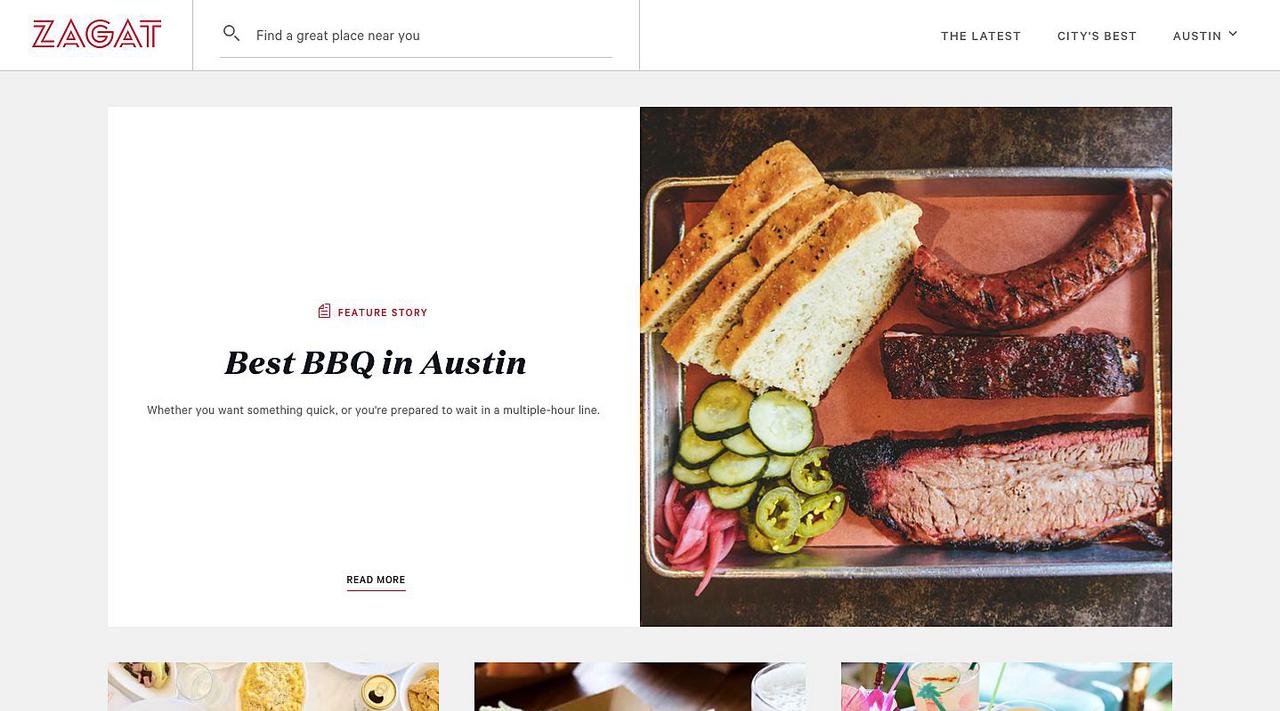 ZAGAT
Find a great place near you
THE LATEST
CITY'S BEST
AUSTIN
FEATURE STORY
Best BBQ in Austin
Whether you want something quick, or you're prepared to wait in a multiple-hour line.
READ MORE